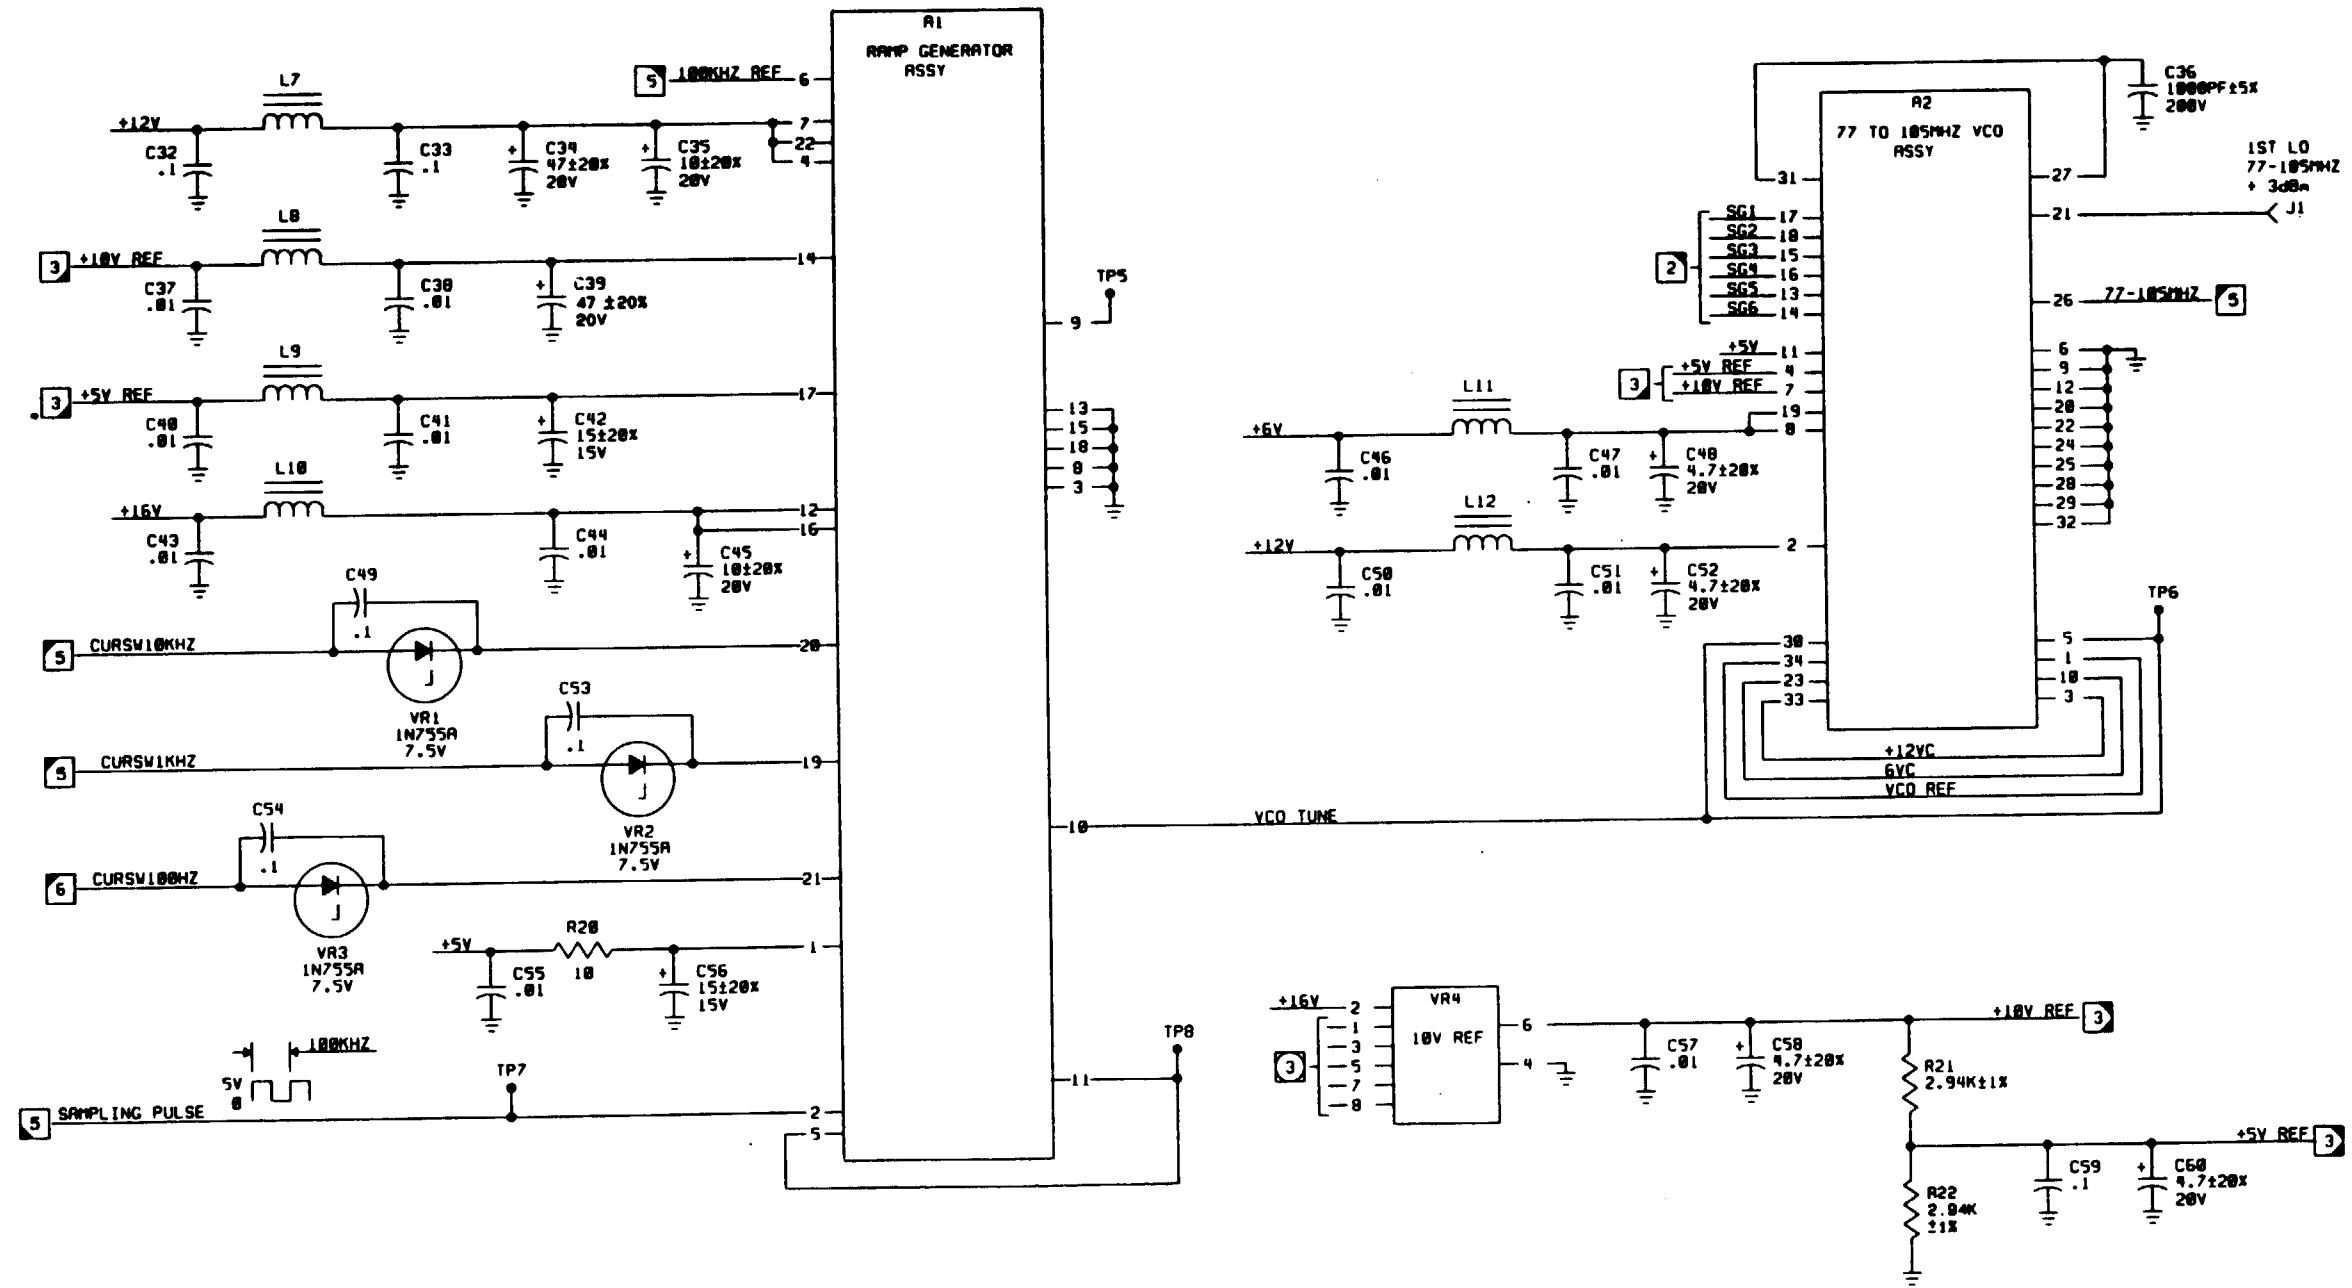 A1
RAMP GENERATOR
ASSY
5
100KHZ REF
6
L7
+12V
C32
.1
C33
.1
+
C34
47±20%
20V
+
C35
10±20%
20V
7
22
4
L8
3
+10V REF
C37
.01
C38
.01
+
C39
47 ±20%
20V
14
L9
3
+5V REF
C40
.01
C41
.01
+
C42
15±20%
15V
17
L10
+16V
C43
.01
C44
.01
+
C45
10±20%
20V
12
16
C49
.1
5
CURSW10KHZ
VR1
1N755A
7.5V
20
C53
.1
5
CURSW1KHZ
VR2
1N755A
7.5V
19
C54
.1
6
CURSW100HZ
VR3
1N755A
7.5V
21
+5V
C55
.01
R20
10
+
C56
15±20%
15V
1
100KHZ
5V
0
TP7
5
SAMPLING PULSE
2
5
TP5
9
13
15
18
8
3
10
VCO TUNE
TP8
11
A2
77 TO 105MHZ VCO
ASSY
C36
1000PF±5%
200V
31
27
1ST LO
77-105MHZ
+ 3dBm
21
J1
2
SG1 17
SG2 18
SG3 15
SG4 16
SG5 13
SG6 14
26
77-105MHZ
5
+5V 11
3
+5V REF 4
+10V REF 7
19
8
6
9
12
20
22
24
25
28
29
32
L11
+6V
C46
.01
C47
.01
+
C48
4.7±20%
20V
L12
+12V
C50
.01
C51
.01
+
C52
4.7±20%
20V
2
TP6
30
34
23
33
5
1
10
3
+12VC
6VC
VCO REF
VR4
10V REF
+16V 2
3
1
3
5
7
8
6
4
C57
.01
+
C58
4.7±20%
20V
+10V REF
3
R21
2.94K±1%
+5V REF
3
C59
.1
+
C60
4.7±20%
20V
R22
2.94K
±1%